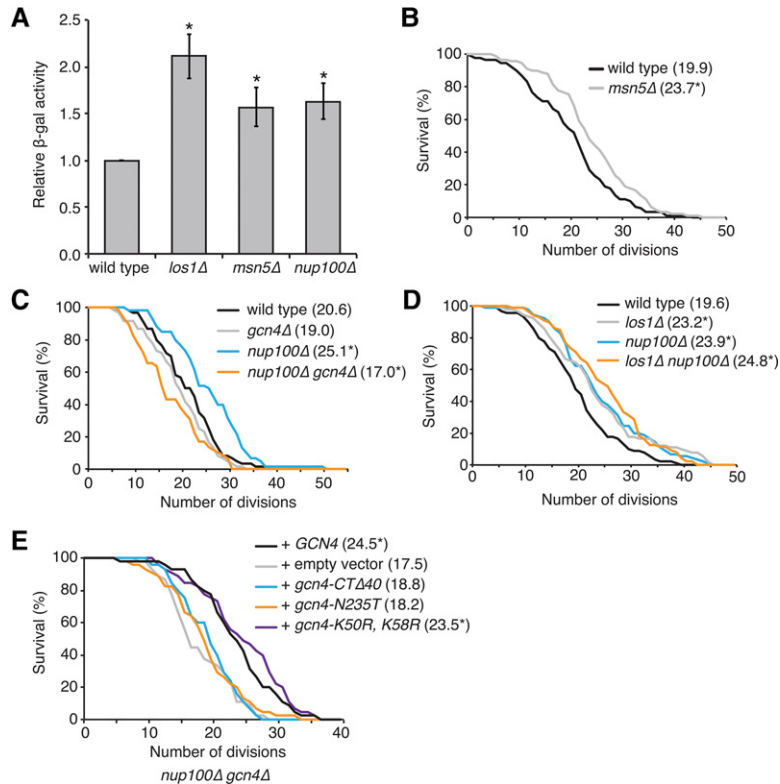 A
Relative β-gal activity
2.5
2.0
1.5
1.0
0.5
0.0
*
*
*
wild type los1Δ msn5Δ nup100Δ
B
Survival (%)
100
80
60
40
20
0
0 10 20 30 40 50
Number of divisions
wild type (19.9)
msn5Δ (23.7*)
C
Survival (%)
100
80
60
40
20
0
0 10 20 30 40 50
Number of divisions
wild type (20.6)
gcn4Δ (19.0)
nup100Δ (25.1*)
nup100Δ gcn4Δ (17.0*)
D
Survival (%)
100
80
60
40
20
0
0 10 20 30 40 50
Number of divisions
wild type (19.6)
los1Δ (23.2*)
nup100Δ (23.9*)
los1Δ nup100Δ (24.8*)
E
Survival (%)
100
80
60
40
20
0
0 10 20 30 40
Number of divisions
nup100Δ gcn4Δ
+ GCN4 (24.5*)
+ empty vector (17.5)
+ gcn4-CTΔ40 (18.8)
+ gcn4-N235T (18.2)
+ gcn4-K50R, K58R (23.5*)